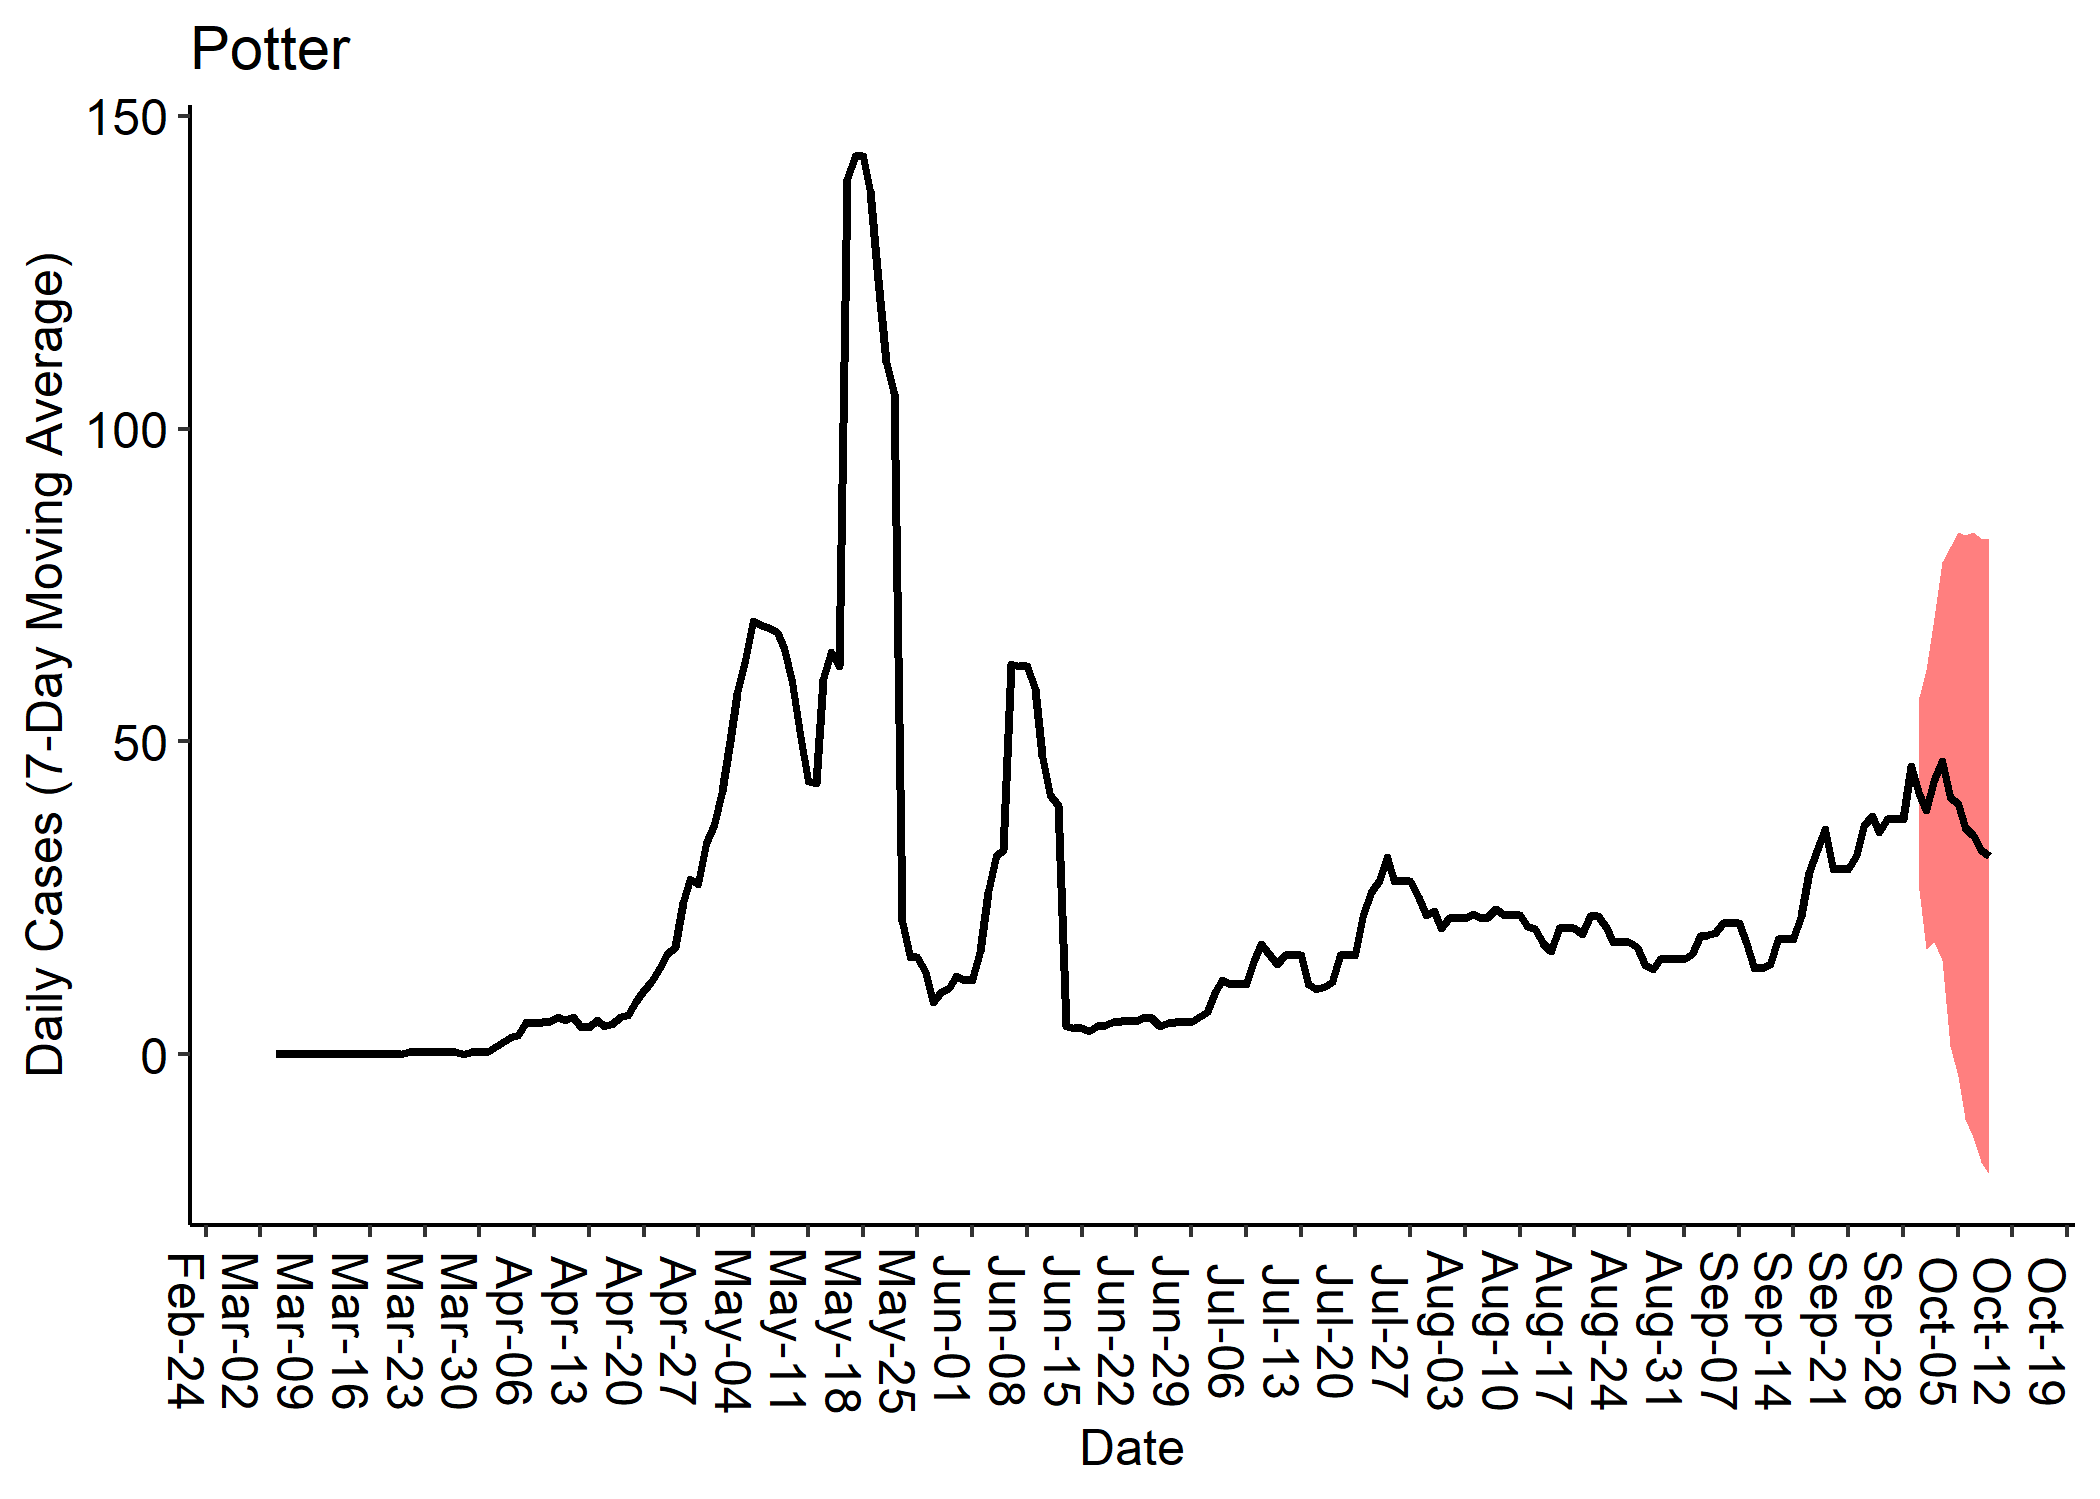 Potter
Daily Cases (7-Day Moving Average)
150
100
50
0
Feb-24
Mar-02
Mar-09
Mar-16
Mar-23
Mar-30
Apr-06
Apr-13
Apr-20
Apr-27
May-04
May-11
May-18
May-25
Jun-01
Jun-08
Jun-15
Jun-22
Jun-29
Jul-06
Jul-13
Jul-20
Jul-27
Aug-03
Aug-10
Aug-17
Aug-24
Aug-31
Sep-07
Sep-14
Sep-21
Sep-28
Oct-05
Oct-12
Oct-19
Date